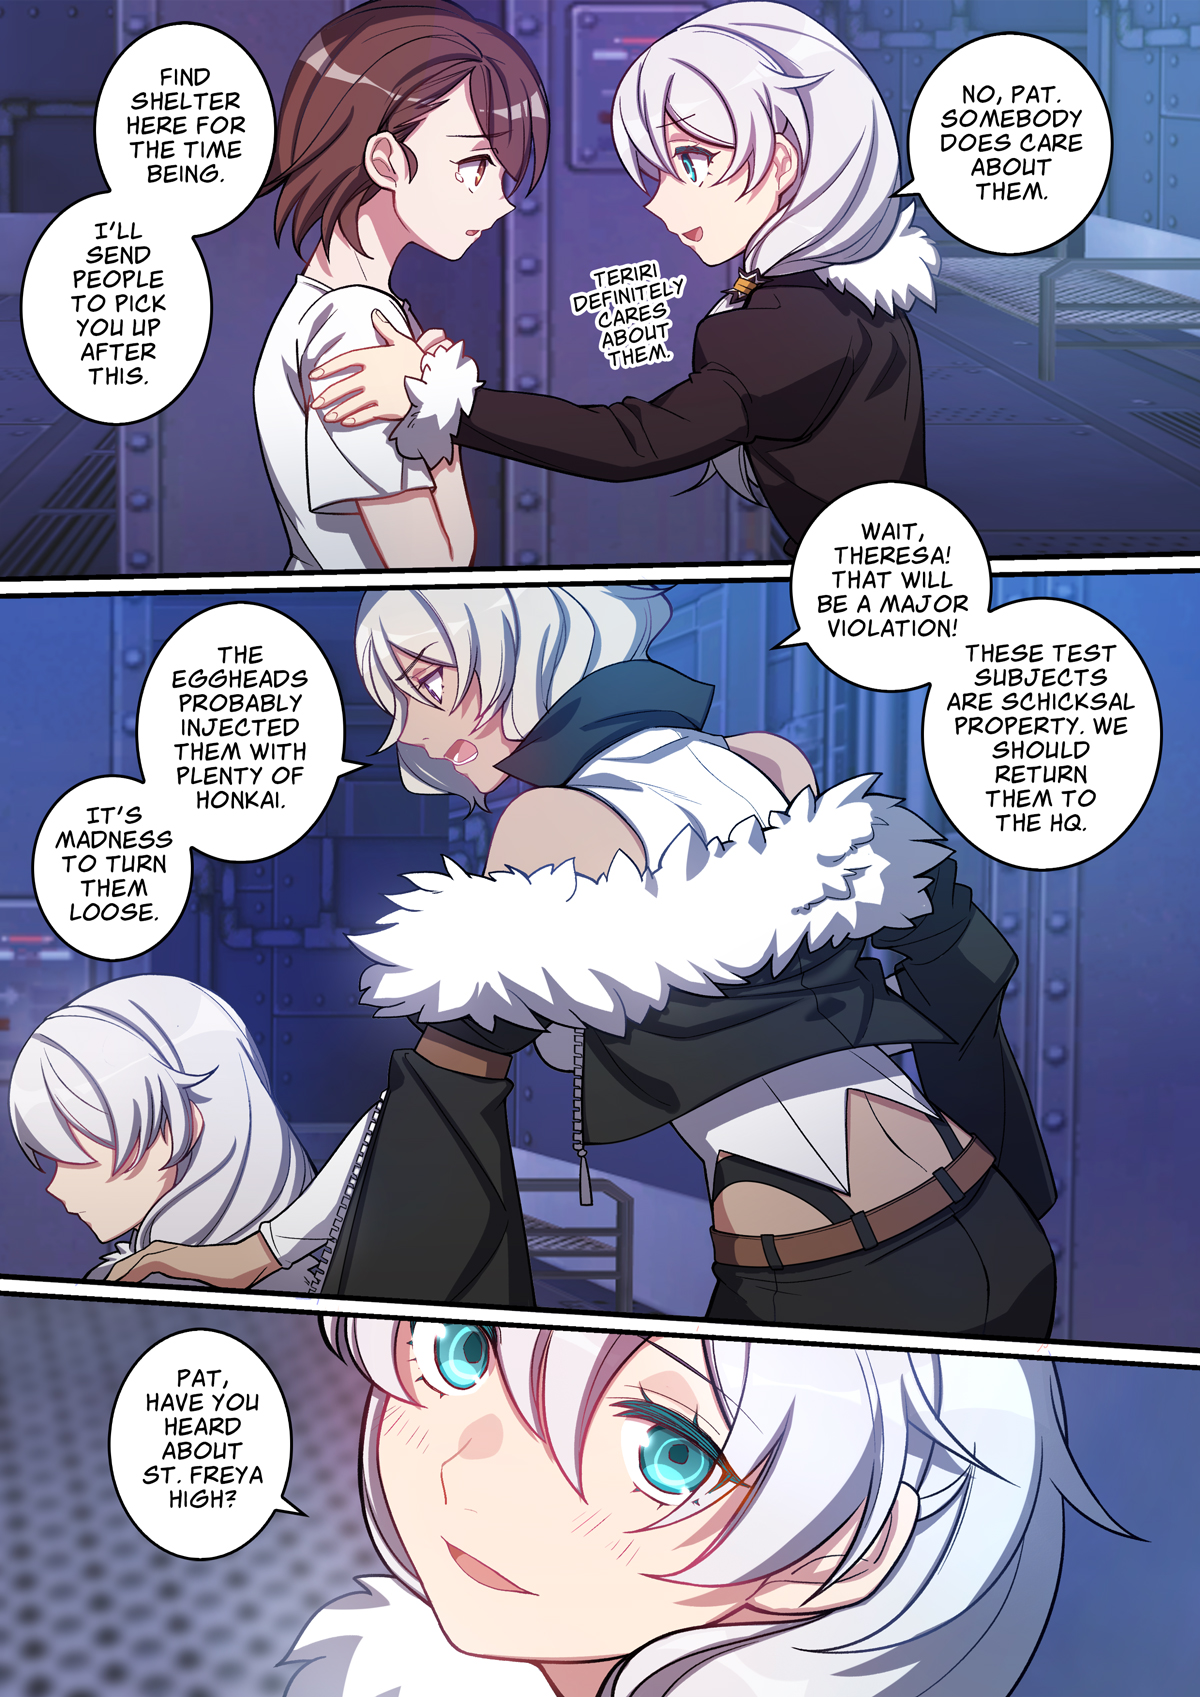 NO, PAT.
SOMEBODY
DOES CARE
ABOUT
THEM.
TERIRI
DEFINITELY
CARES
ABOUT
THEM.
FIND
SHELTER
HERE FOR
THE TIME
BEING.
I'LL
SEND
PEOPLE
TO PICK
YOU UP
AFTER
THIS.
WAIT,
THERESA!
THAT WILL
BE A MAJOR
VIOLATION!
THESE TEST
SUBJECTS
ARE SCHICKSAL
PROPERTY. WE
SHOULD
RETURN
THEM TO
THE HQ.
THE
EGGHEADS
PROBABLY
INJECTED
THEM WITH
PLENTY OF
HONKAI.
IT'S
MADNESS
TO TURN
THEM
LOOSE.
PAT,
HAVE YOU
HEARD
ABOUT
ST. FREYA
HIGH?